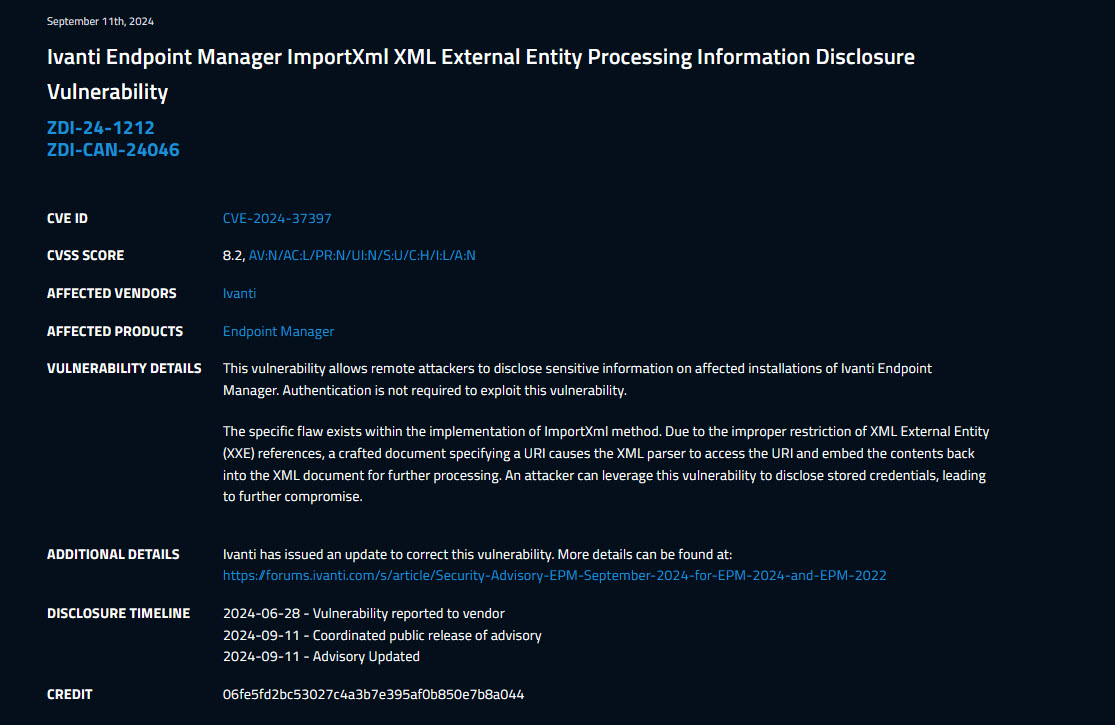 September 11th, 2024
Ivanti Endpoint Manager ImportXml XML External Entity Processing Information Disclosure
Vulnerability
ZDI-24-1212
ZDI-CAN-24046
CVE ID CVE-2024-37397
CVSS SCORE 8.2, AV:N/AC:L/PR:N/UI:N/S:U/C:H/I:L/A:N
AFFECTED VENDORS Ivanti
AFFECTED PRODUCTS Endpoint Manager
VULNERABILITY DETAILS This vulnerability allows remote attackers to disclose sensitive information on affected installations of Ivanti Endpoint
Manager. Authentication is not required to exploit this vulnerability.
The specific flaw exists within the implementation of ImportXml method. Due to the improper restriction of XML External Entity
(XXE) references, a crafted document specifying a URI causes the XML parser to access the URI and embed the contents back
into the XML document for further processing. An attacker can leverage this vulnerability to disclose stored credentials, leading
to further compromise.
ADDITIONAL DETAILS Ivanti has issued an update to correct this vulnerability. More details can be found at:
https://forums.ivanti.com/s/article/Security-Advisory-EPM-September-2024-for-EPM-2024-and-EPM-2022
DISCLOSURE TIMELINE 2024-06-28 - Vulnerability reported to vendor
2024-09-11 - Coordinated public release of advisory
2024-09-11 - Advisory Updated
CREDIT 06fe5fd2bc53027c4a3b7e395af0b850e7b8a044